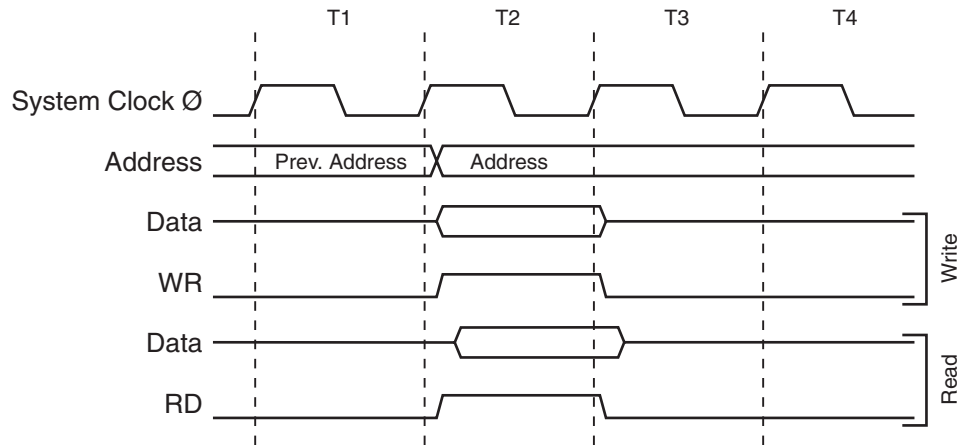 T1 T2 T3 T4
System Clock Ø
Address Prev. Address Address
Data
WR
Write
Data
RD
Read